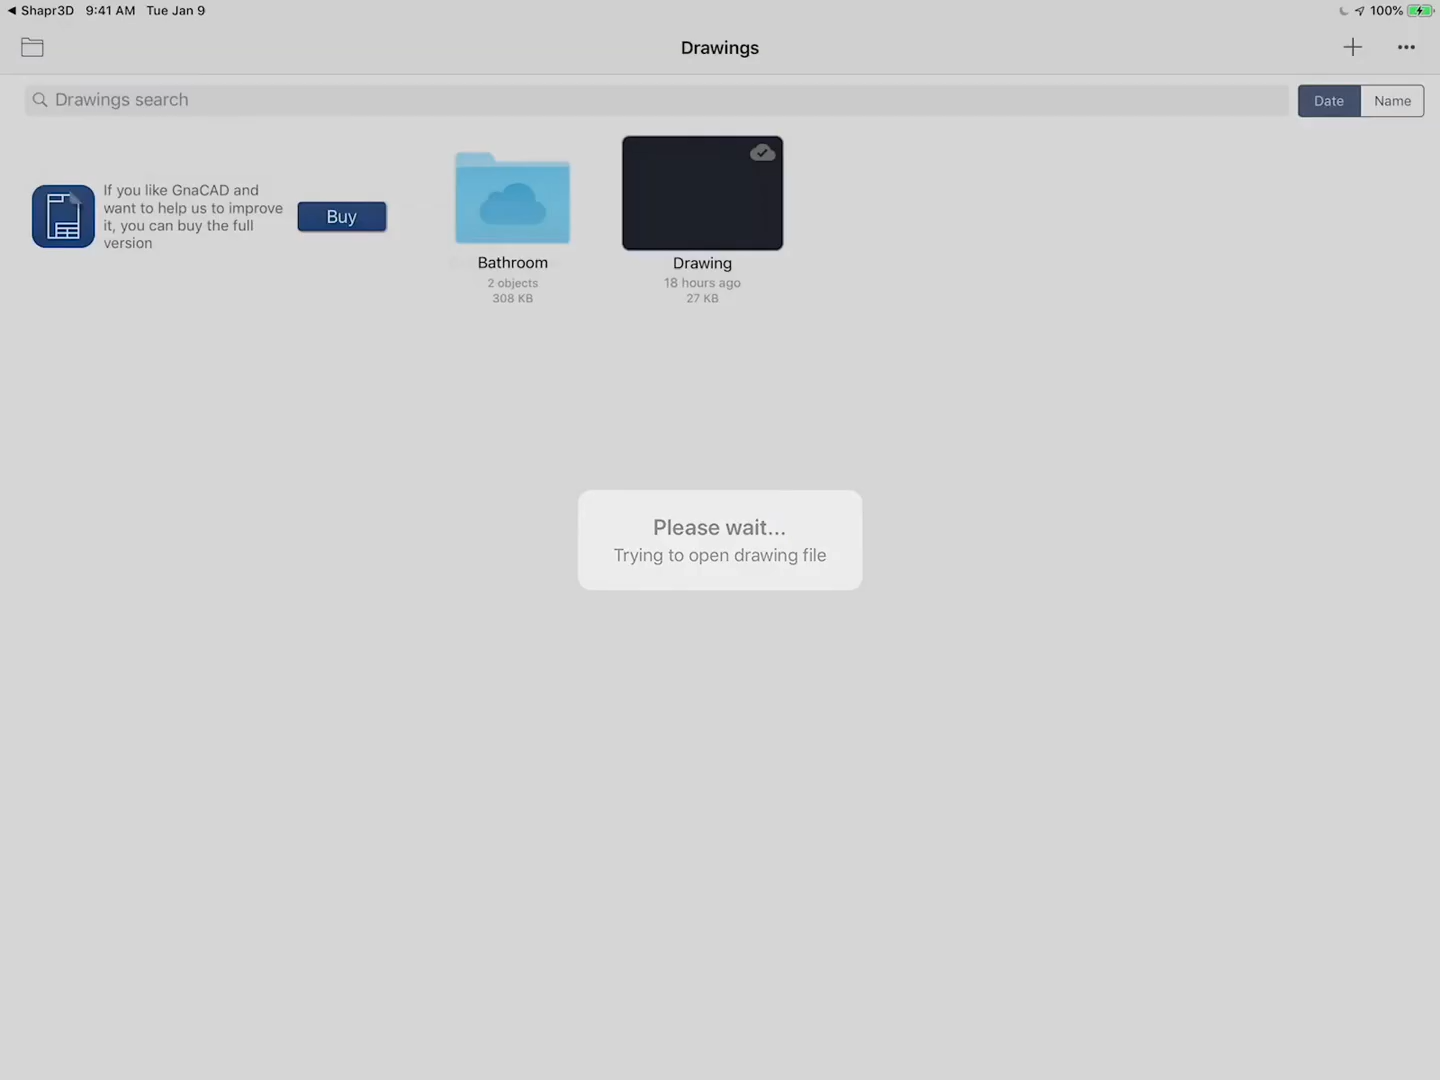 Shapr3D 9:41 AM Tue Jan 9
100%
Drawings
Drawings search
Date
Name
If you like GnaCAD and
want to help us to improve
it, you can buy the full
version
Buy
Bathroom
2 objects
308 KB
Drawing
18 hours ago
27 KB
Please wait...
Trying to open drawing file